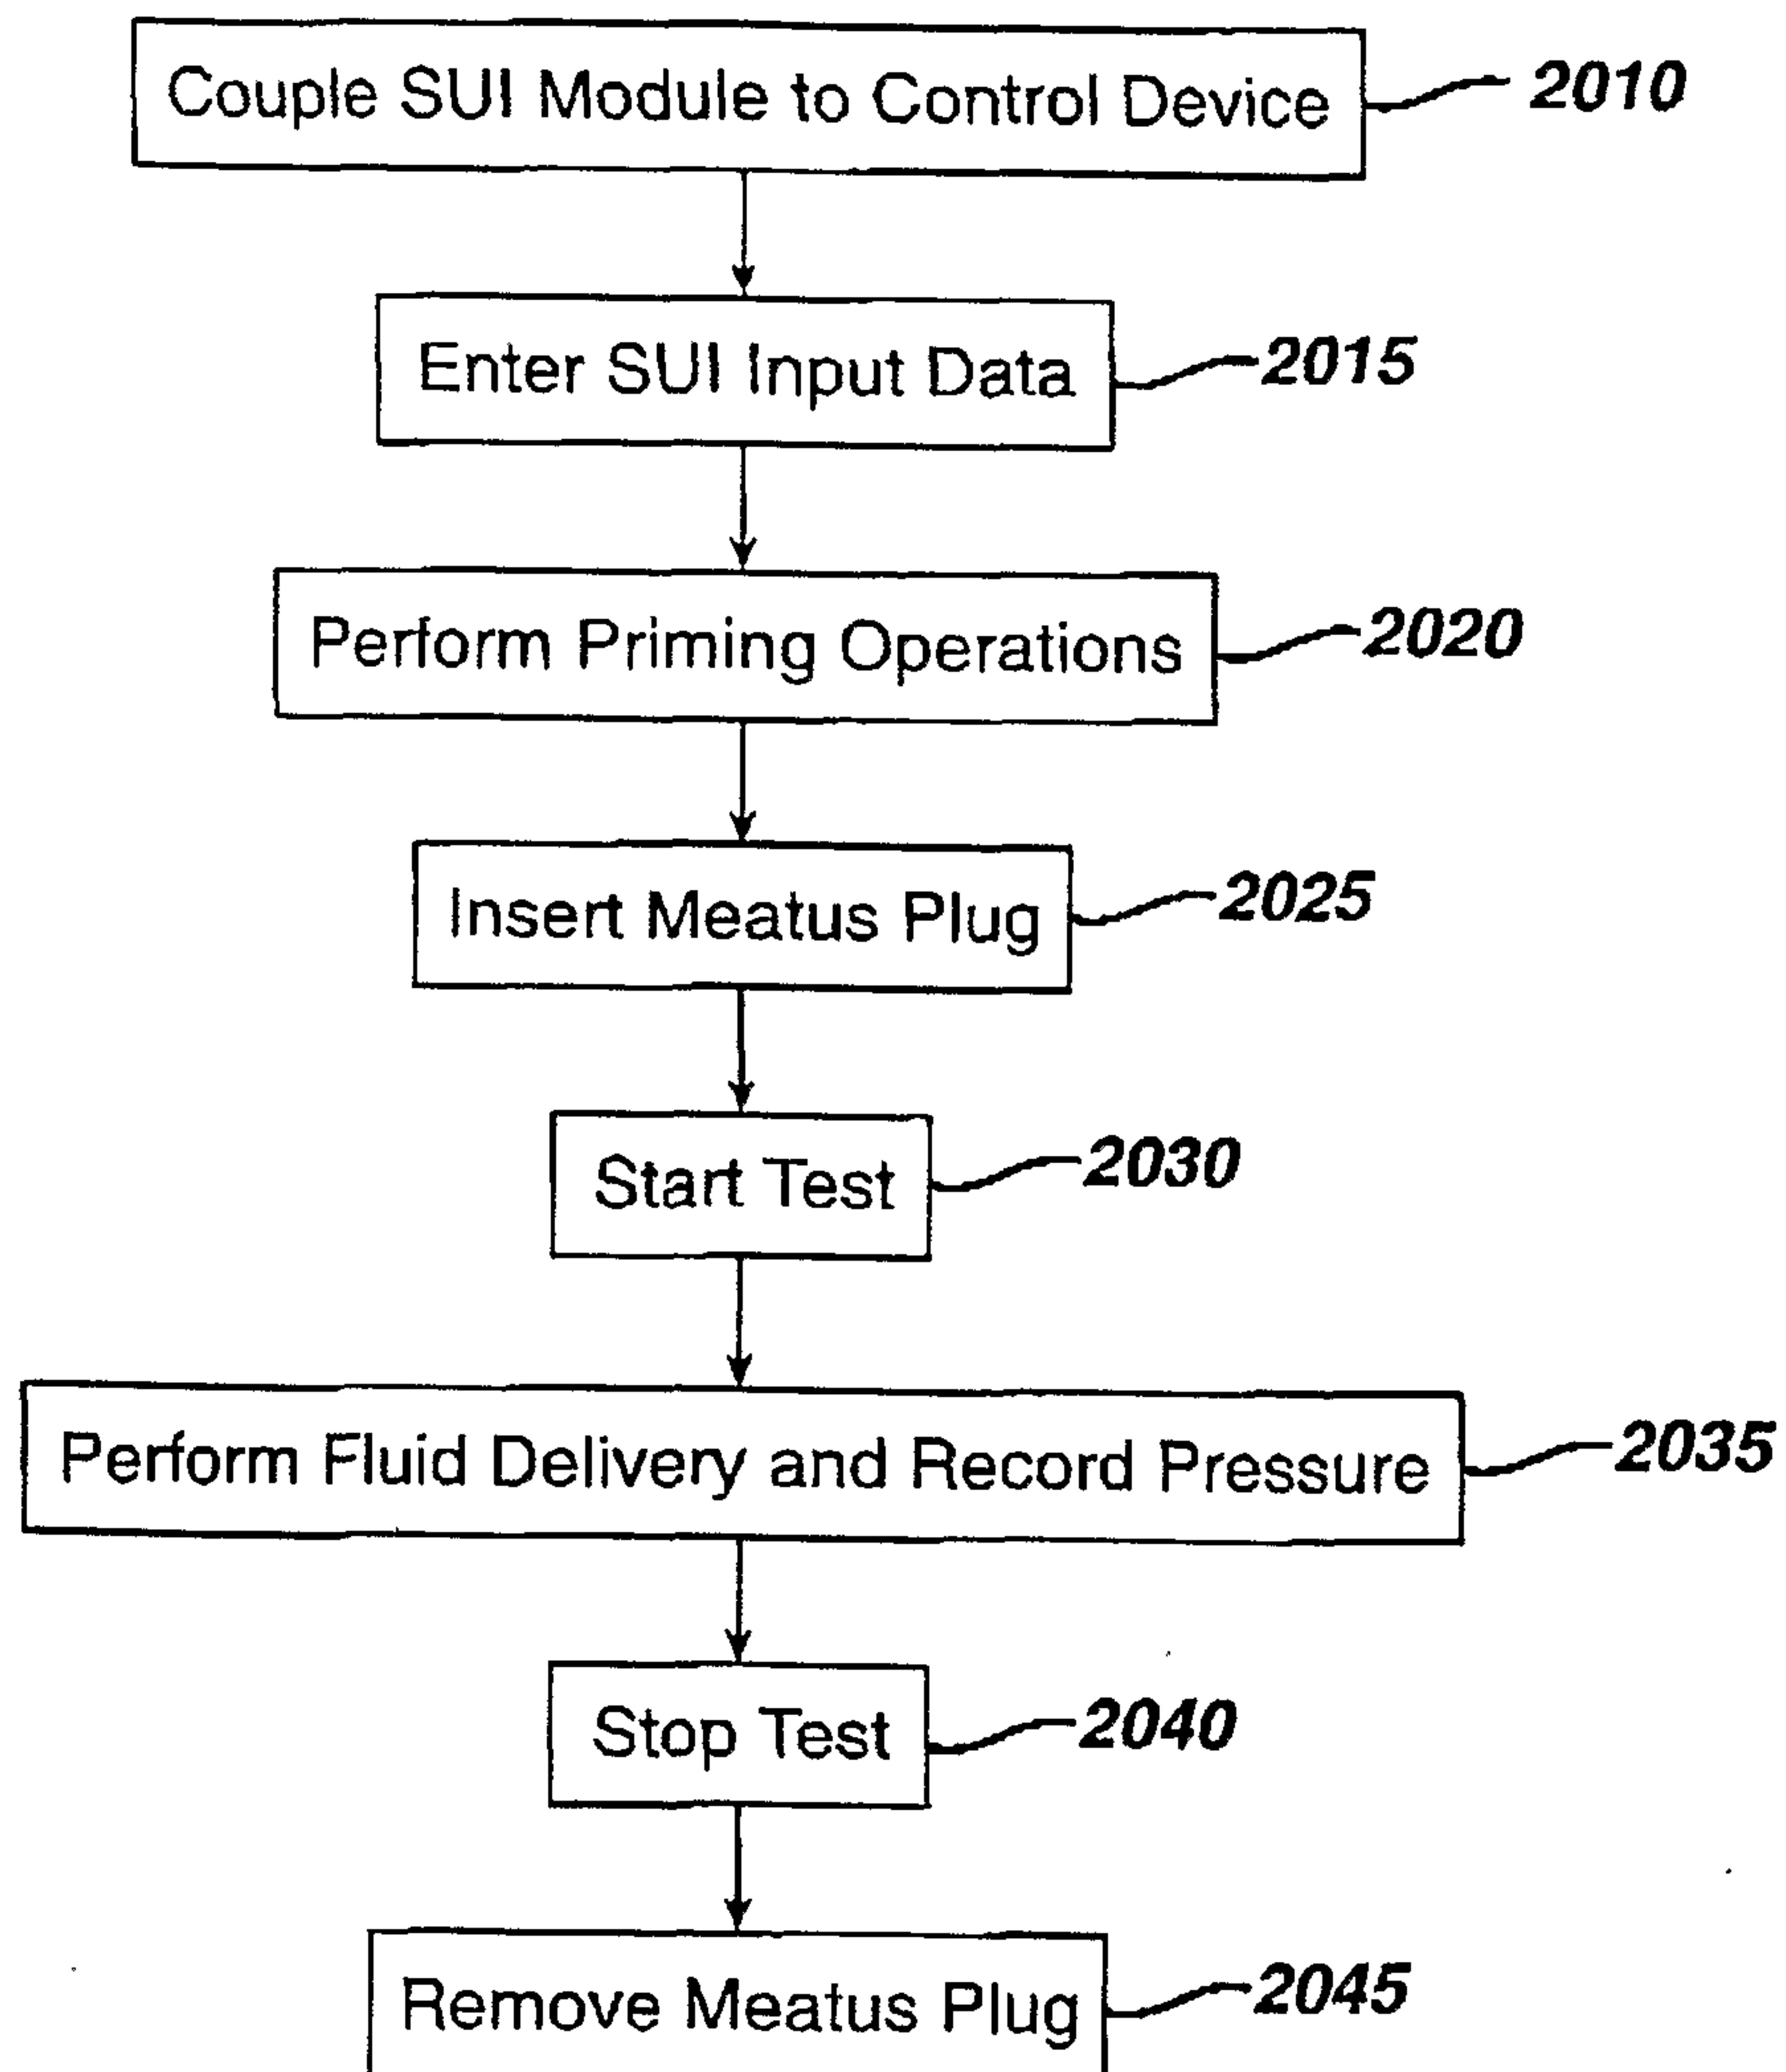 Couple SUI Module to Control Device 2010
Enter SUI Input Data 2015
Perform Priming Operations 2020
Insert Meatus Plug 2025
Start Test 2030
Perform Fluid Delivery and Record Pressure 2035
Stop Test 2040
Remove Meatus Plug 2045